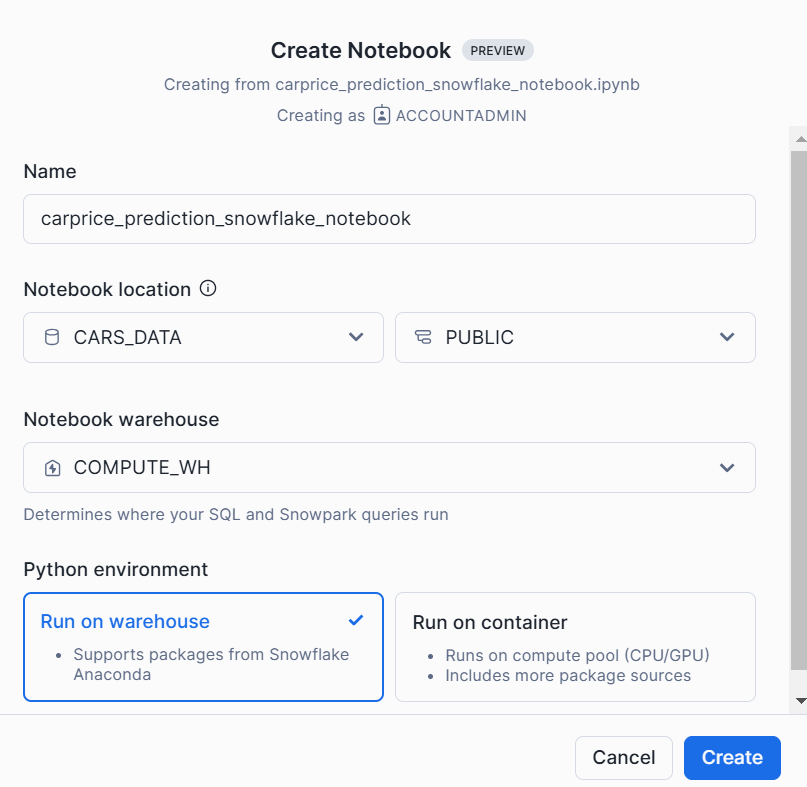 Create Notebook PREVIEW
Creating from carprice_prediction_snowflake_notebook.ipynb
Creating as ACCOUNTADMIN
Name
carprice_prediction_snowflake_notebook
Notebook location
CARS_DATA PUBLIC
Notebook warehouse
COMPUTE_WH
Determines where your SQL and Snowpark queries run
Python environment
Run on warehouse
• Supports packages from Snowflake
Anaconda
Run on container
• Runs on compute pool (CPU/GPU)
• Includes more package sources
Cancel Create